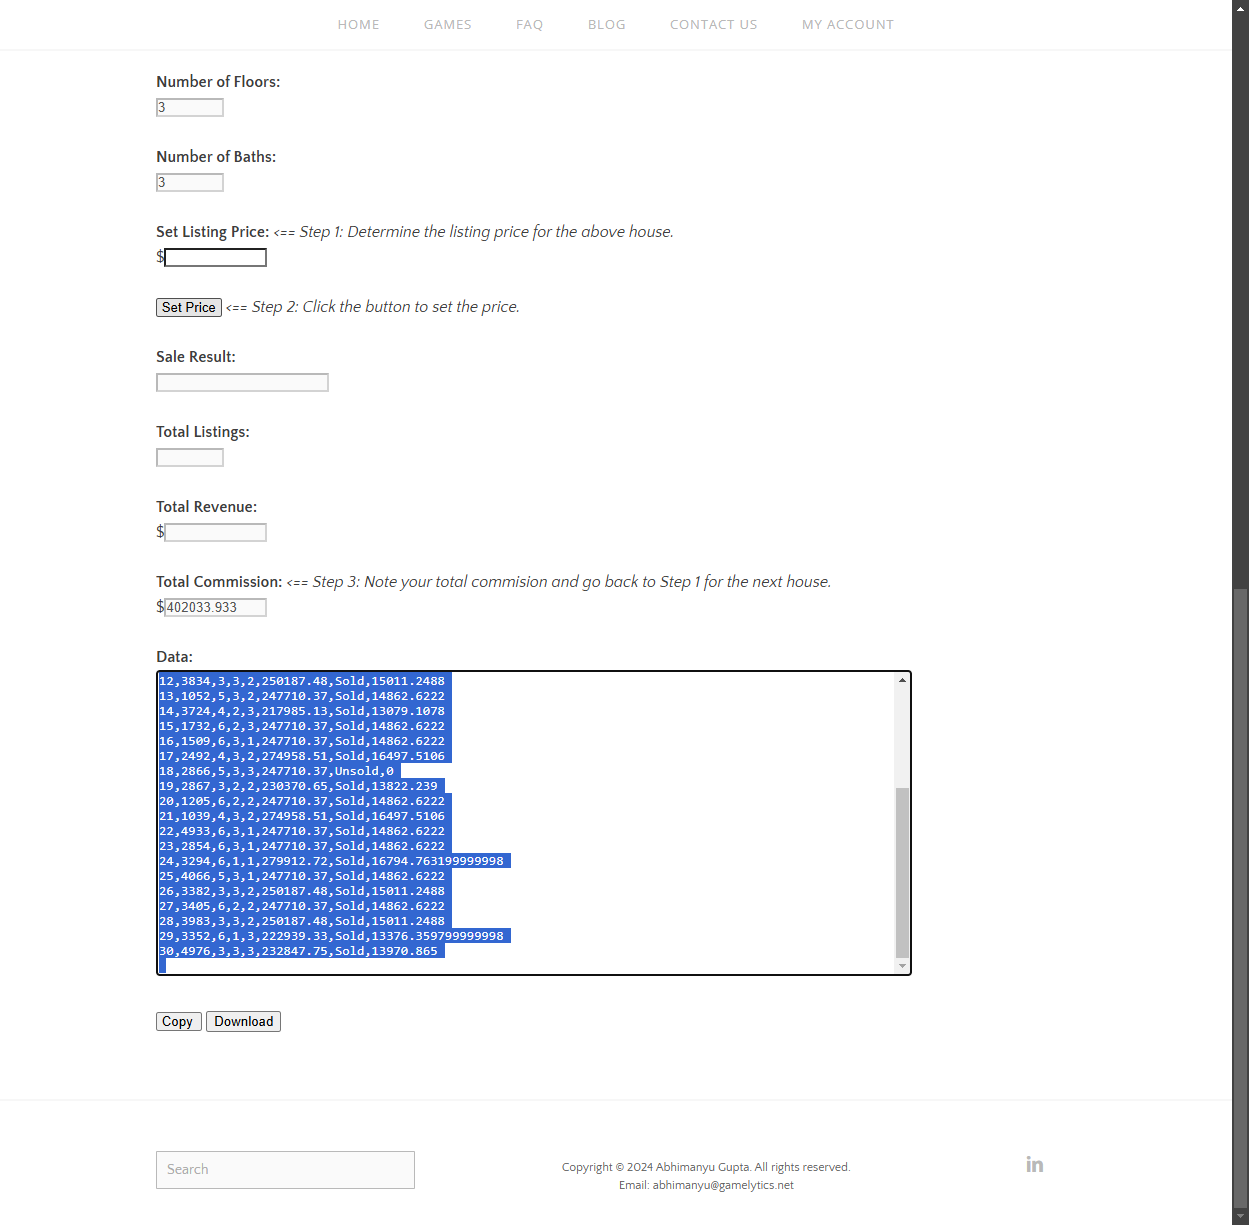 HOME GAMES FAQ BLOG CONTACT US MY ACCOUNT
Number of Floors:
3
Number of Baths:
3
Set Listing Price: <== Step 1: Determine the listing price for the above house.
$
Set Price <== Step 2: Click the button to set the price.
Sale Result:
Total Listings:
Total Revenue:
$
Total Commission: <== Step 3: Note your total commision and go back to Step 1 for the next house.
$402033.933
Data:
12,3834,3,3,2,250187.48,Sold,15011.2488
13,1052,5,3,2,247710.37,Sold,14862.6222
14,3724,4,2,3,217985.13,Sold,13079.1078
15,1732,6,2,3,247710.37,Sold,14862.6222
16,1509,6,3,1,247710.37,Sold,14862.6222
17,2492,4,3,2,274958.51,Sold,16497.5106
18,2866,5,3,3,247710.37,Unsold,0
19,2867,3,2,2,230370.65,Sold,13822.239
20,1205,6,2,2,247710.37,Sold,14862.6222
21,1039,4,3,2,274958.51,Sold,16497.5106
22,4933,6,3,1,247710.37,Sold,14862.6222
23,2854,6,3,1,247710.37,Sold,14862.6222
24,3294,6,1,1,279912.72,Sold,16794.763199999998
25,4066,5,3,1,247710.37,Sold,14862.6222
26,3382,3,3,2,250187.48,Sold,15011.2488
27,3405,6,2,2,247710.37,Sold,14862.6222
28,3983,3,3,2,250187.48,Sold,15011.2488
29,3352,6,1,3,222939.33,Sold,13376.359799999998
30,4976,3,3,3,232847.75,Sold,13970.865
Copy Download
Search
Copyright © 2024 Abhimanyu Gupta. All rights reserved.
Email: abhimanyu@gamelytics.net
in